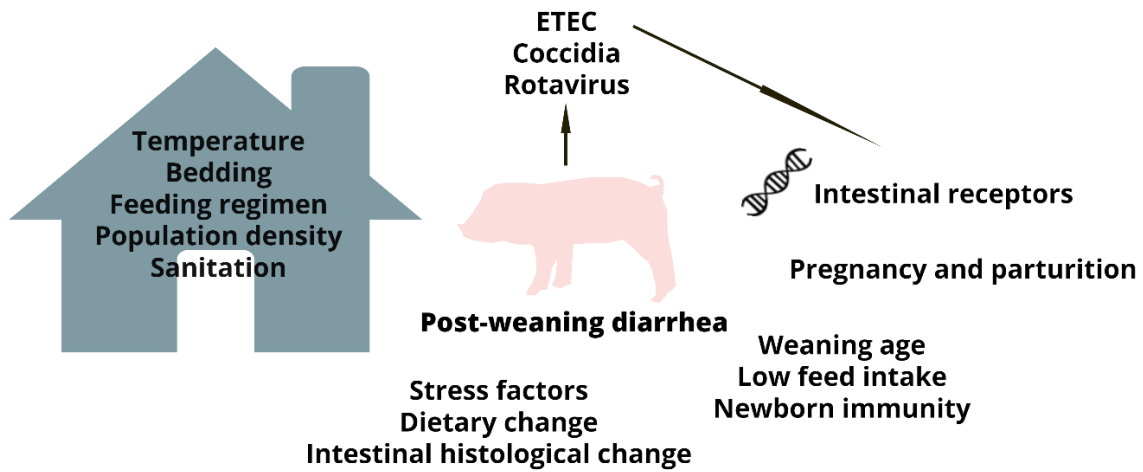 ETEC
Coccidia
Rotavirus
Temperature
Bedding
Feeding regimen
Population density
Sanitation
Intestinal receptors
Pregnancy and parturition
Post-weaning diarrhea
Weaning age
Low feed intake
Newborn immunity
Stress factors
Dietary change
Intestinal histological change